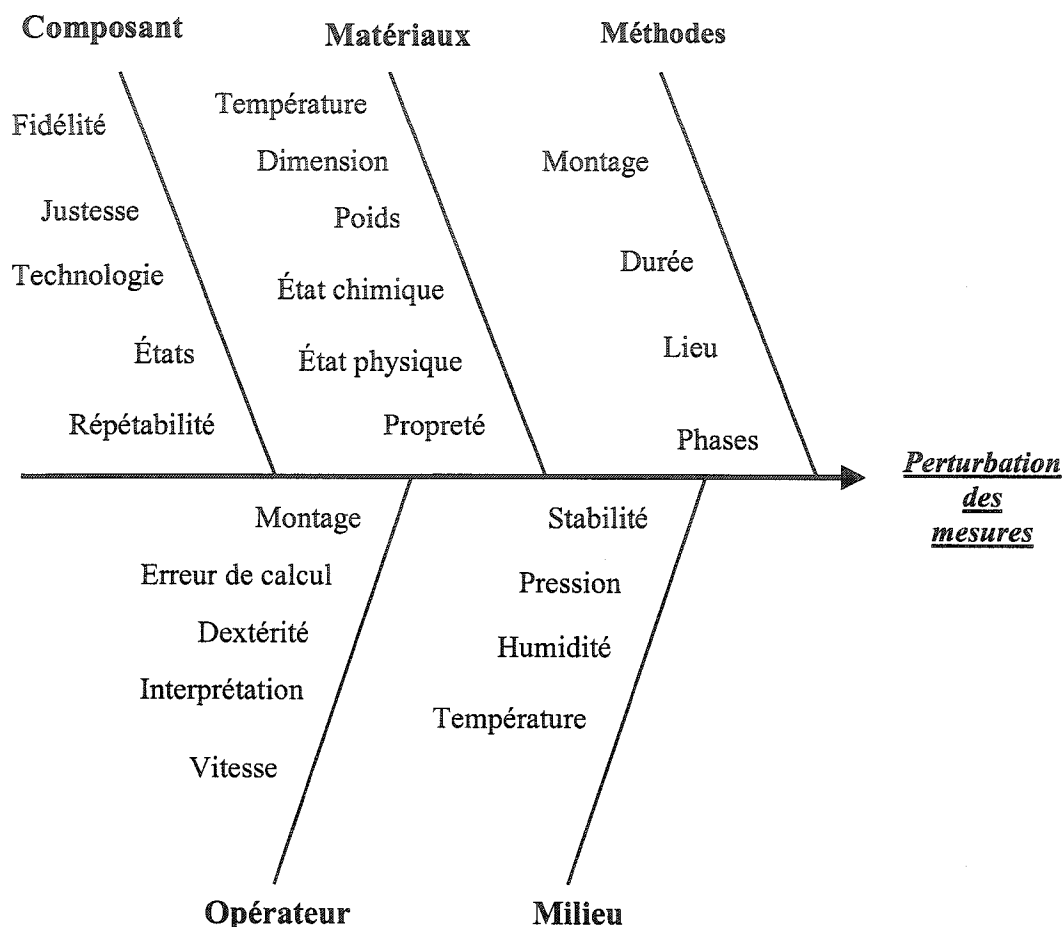 Composant
Matériaux
Méthodes
Fidélité
Justesse
Technologie
États
Répétabilité
Température
Dimension
Poids
État chimique
État physique
Propreté
Montage
Durée
Lieu
Phases
Perturbation
des
mesures
Montage
Erreur de calcul
Dextérité
Interprétation
Vitesse
Stabilité
Pression
Humidité
Température
Opérateur
Milieu